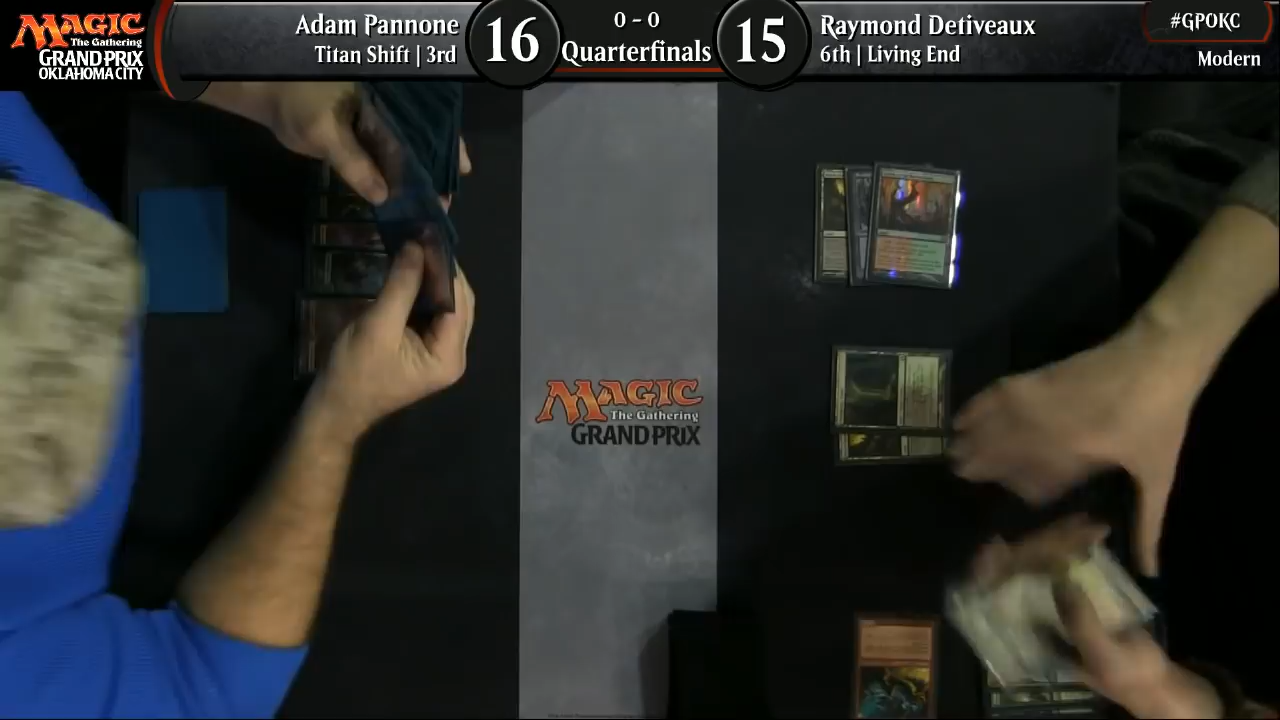 MAGIC
The Gathering
GRAND PRIX
OKLAHOMA CITY
Adam Pannone
Titan Shift | 3rd
16
0 - 0
Quarterfinals
15
Raymond Detiveaux
6th | Living End
#GPOKC
Modern
MAGIC
The Gathering
GRAND PRIX